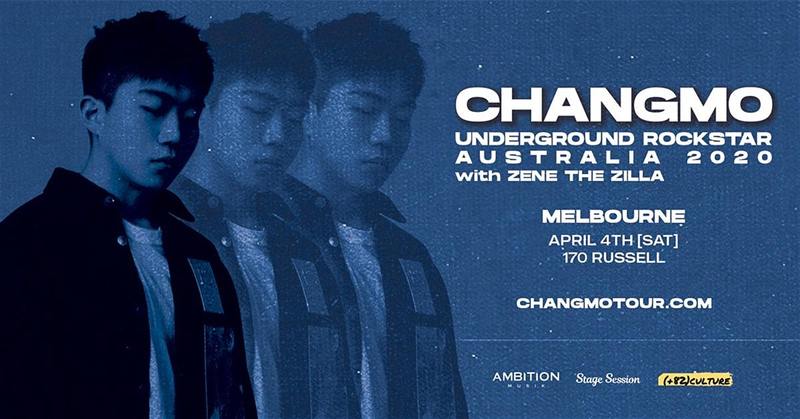 CHANGMO
UNDERGROUND ROCKSTAR
AUSTRALIA 2020
with ZENE THE ZILLA
MELBOURNE
APRIL 4TH [SAT]
170 RUSSELL
CHANGMOTOUR.COM
AMBITION
MUSIK
Stage Session
(+82)CULTURE